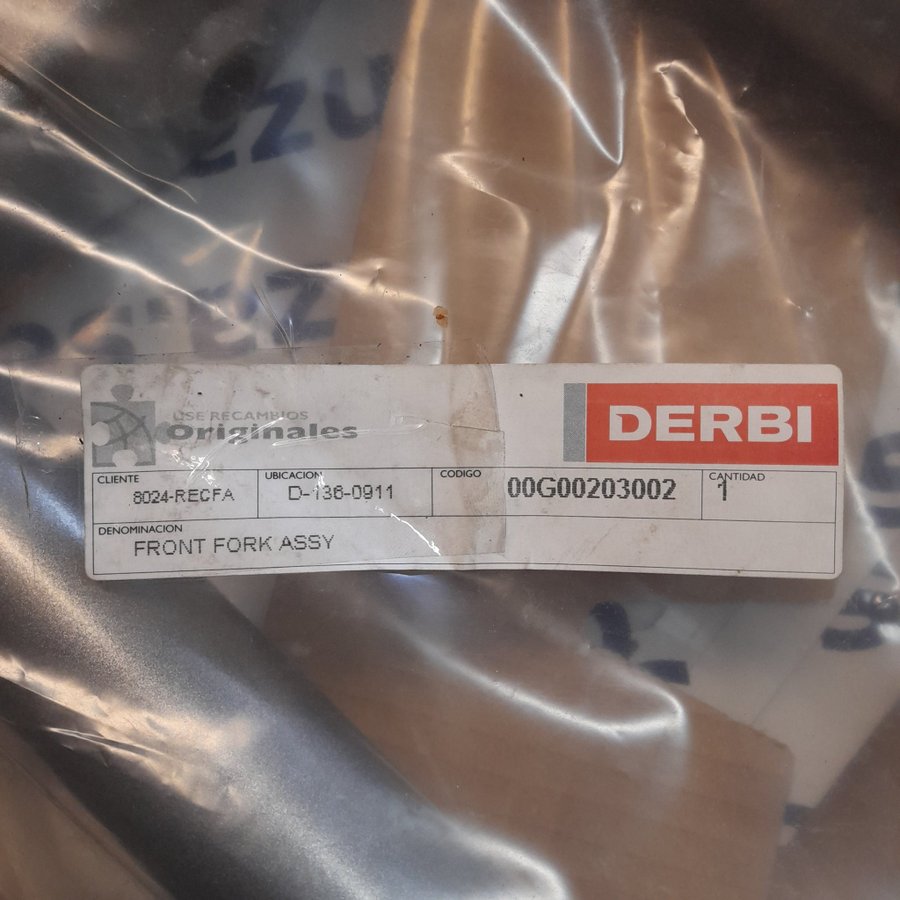 USE RECAMBIOS
Originales
DERBI
CLIENTE
8024-RECFA
UBICACION
D-136-0911
CODIGO
00G00203002
CANTIDAD
1
DENOMINACION
FRONT FORK ASSY